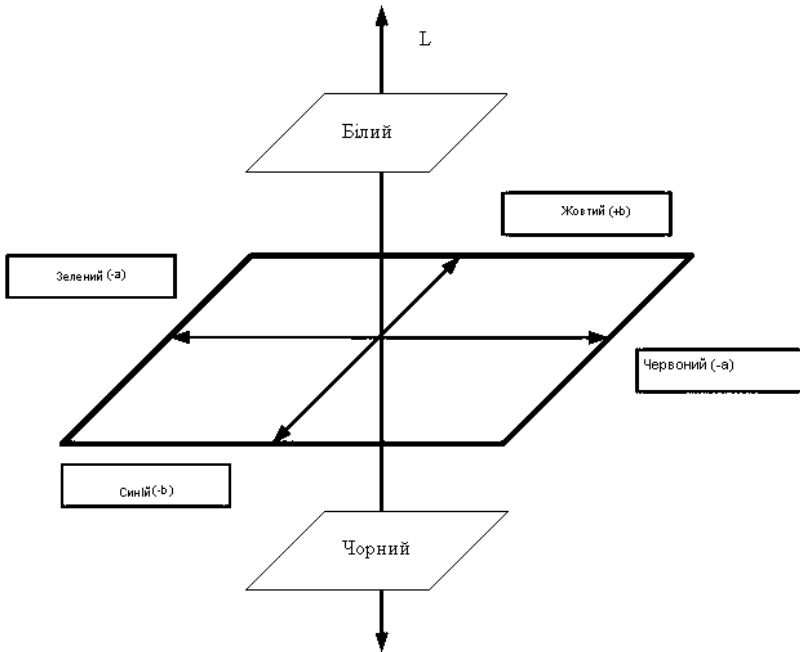 L
Білий
Жовтий (+b)
Зелений (-a)
Червоний (-a)
Синій (-b)
Чорний